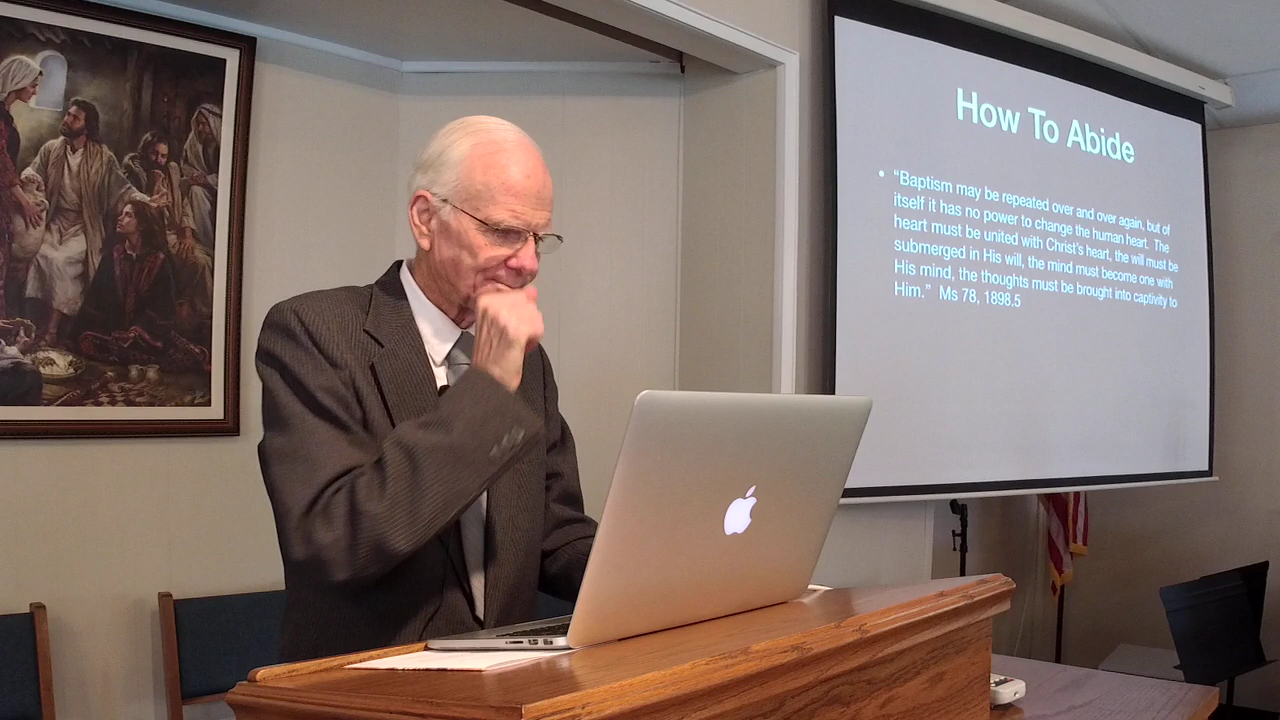 How To Abide
• “Baptism may be repeated over and over again, but of
itself it has no power to change the human heart. The
heart must be united with Christ's heart, the will must be
submerged in His will, the mind must become one with
His mind, the thoughts must be brought into captivity to
Him.” Ms 78, 1898.5